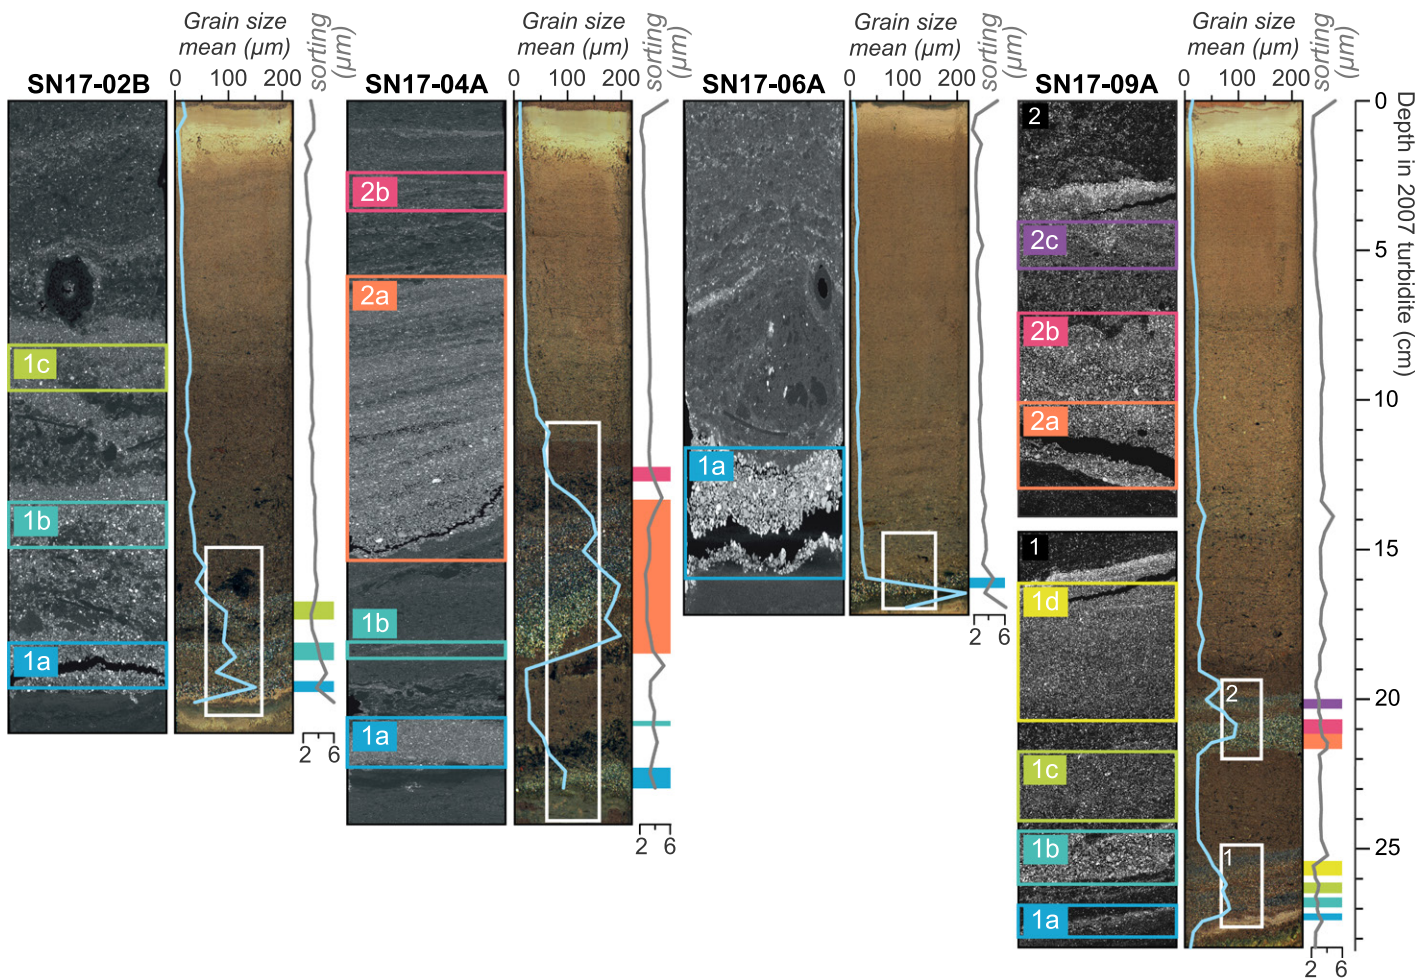 Grain size
mean (μm)
sorting
(μm)
Grain size
mean (μm)
sorting
(μm)
Grain size
mean (μm)
sorting
(μm)
Grain size
mean (μm)
sorting
(μm)
SN17-02B
0 100 200
SN17-04A
0 100 200
SN17-06A
0 100 200
SN17-09A
0 100 200
1c
1b
1a
2 6
2b
2a
1b
1a
2 6
1a
2 6
2
2c
2b
2a
1
1d
1c
1b
1a
2
1
2 6
0
5
10
15
20
25
Depth in 2007 turbidite (cm)